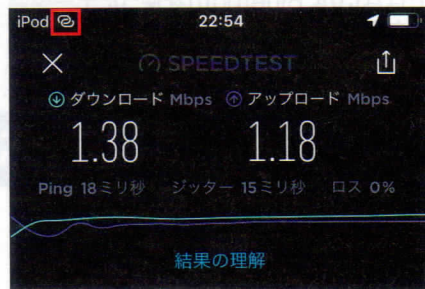 iPod 22:54
SPEEDTEST
ダウンロード Mbps アップロード Mbps
1.38 1.18
Ping 18ミリ秒 ジッター 15ミリ秒 ロス 0%
結果の理解